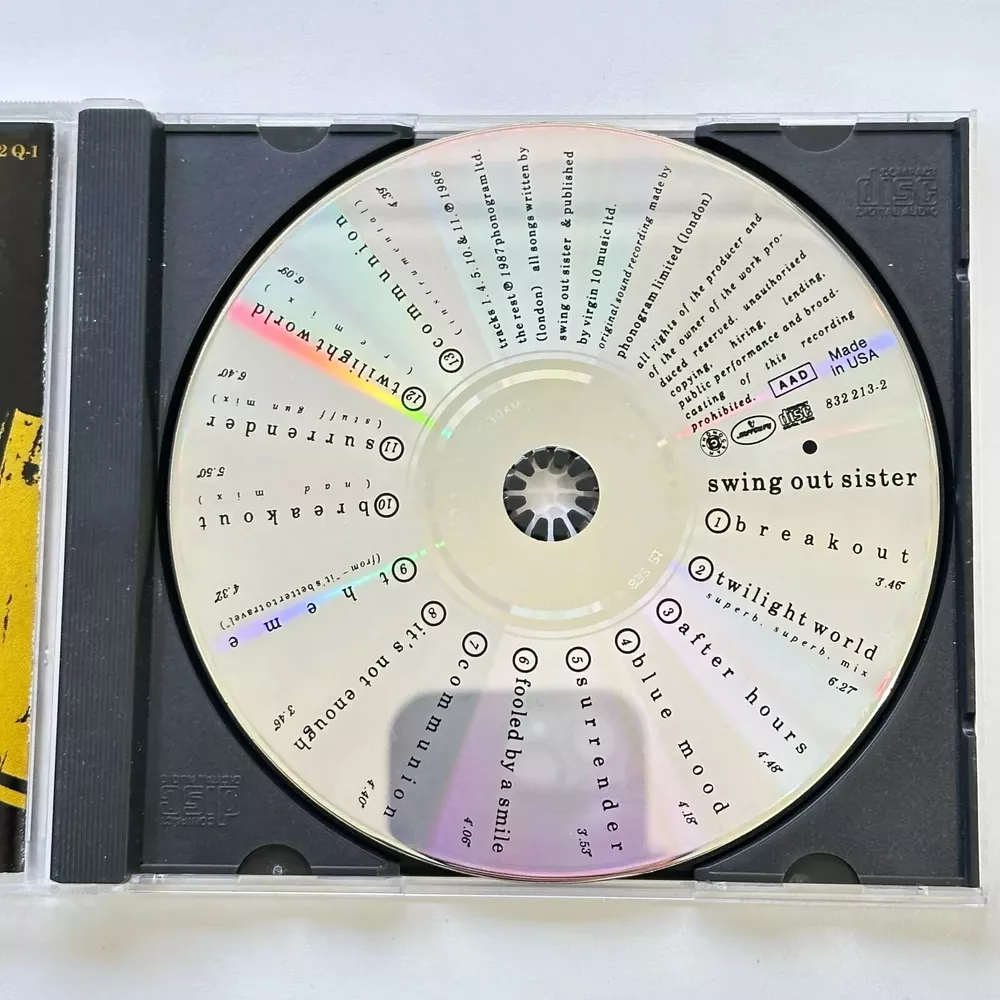 2 Q-1
swing out sister
1 breakout
3.46"
2 twilight world
superb, superb, mix
6.27"
3 after hours
4.48"
4 blue mood
4.18"
5 surrender
3.53"
6 fooled by a smile
4.06"
7 communion
4.40"
8 it's not enough
3.46"
9 theme
(from - "it's better to travel")
4.32"
10 breakout
(nad mix)
5.50"
11 surrender
(stuff gun mix)
6.40"
12 twilight world
(remix)
6.09"
13 communion
(instrumental)
4.39"
tracks 1. 4. 5. 10. & 11. ℗ 1986
the rest ℗ 1987 phonogram ltd.
(london) all songs written by
swing out sister & published
by virgin 10 music ltd.
original sound recording made by
phonogram limited (london)
all rights of the producer and
of the owner of the work pro-
duced reserved. unauthorised
copying, hiring, lending,
public performance and broad-
casting of this recording
prohibited.
AAD
Made
in USA
832 213-2
COMPACT
disc
DIGITAL AUDIO
MADE